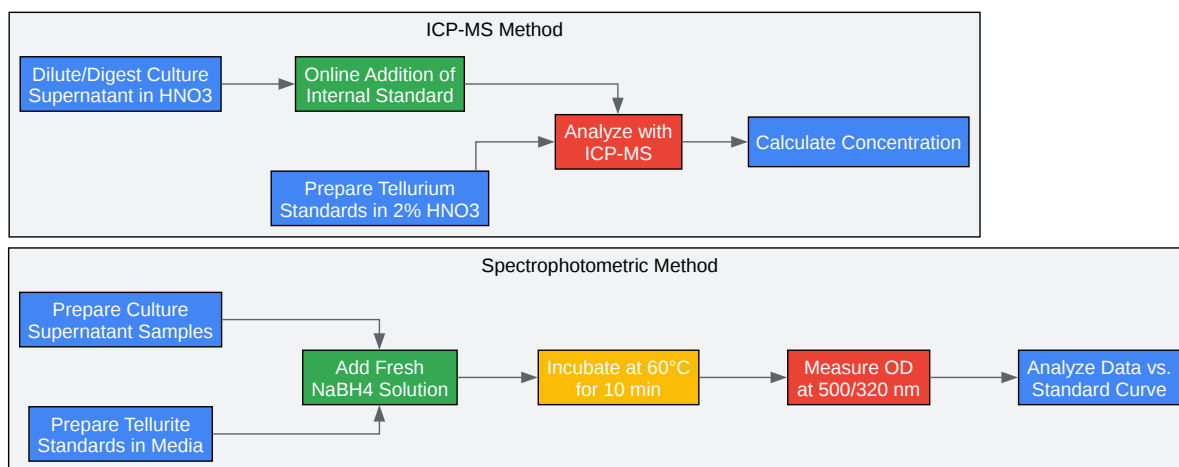 ICP-MS Method
Dilute/Digest Culture
Supernatant in HNO3
Online Addition of
Internal Standard
Analyze with
ICP-MS
Calculate Concentration
Prepare Tellurium
Standards in 2% HNO3
Spectrophotometric Method
Prepare Culture
Supernatant Samples
Add Fresh
NaBH4 Solution
Incubate at 60°C
for 10 min
Measure OD
at 500/320 nm
Analyze Data vs.
Standard Curve
Prepare Tellurite
Standards in Media